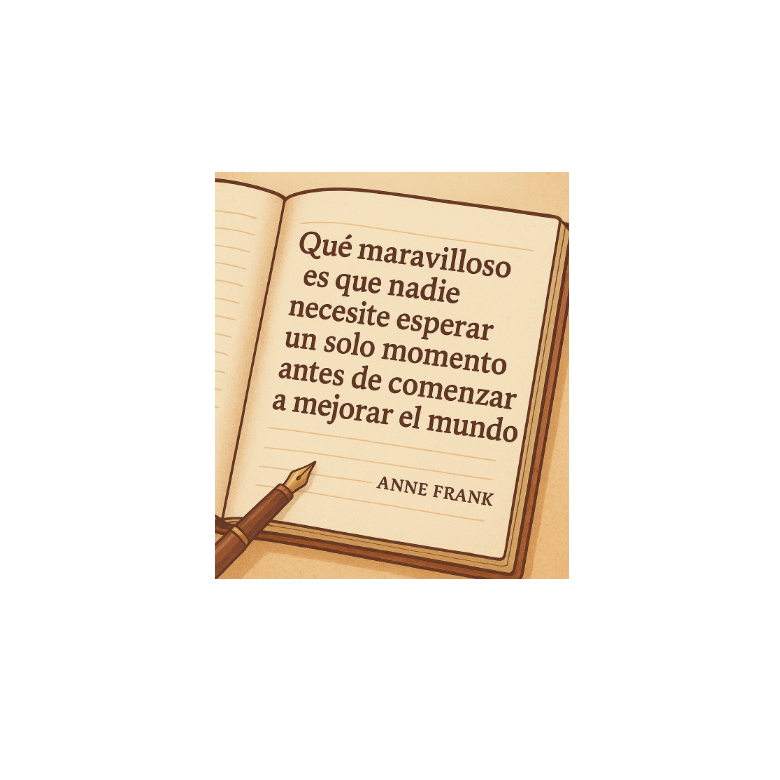 Qué maravilloso
es que nadie
necesite esperar
un solo momento
antes de comenzar
a mejorar el mundo
ANNE FRANK